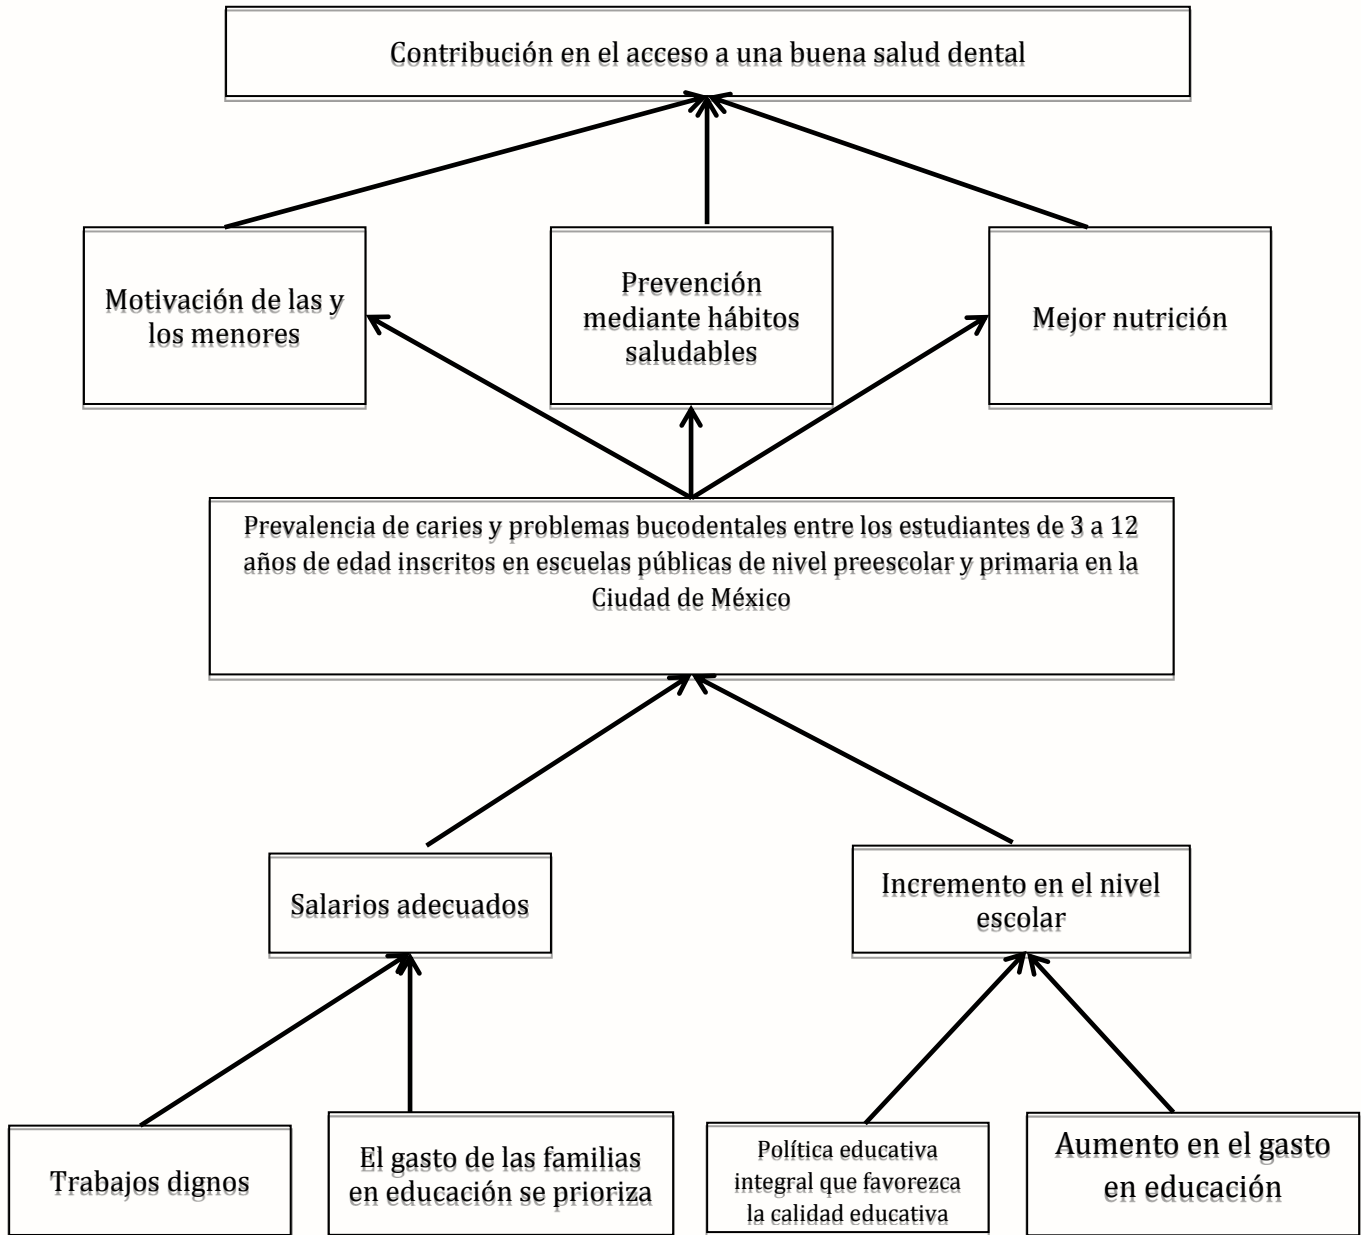 Contribución en el acceso a una buena salud dental
Motivación de las y
los menores
Prevención
mediante hábitos
saludables
Mejor nutrición
Prevalencia de caries y problemas bucodentales entre los estudiantes de 3 a 12
años de edad inscritos en escuelas públicas de nivel preescolar y primaria en la
Ciudad de México
Salarios adecuados
Incremento en el nivel
escolar
Trabajos dignos
El gasto de las familias
en educación se prioriza
Política educativa
integral que favorezca
la calidad educativa
Aumento en el gasto
en educación